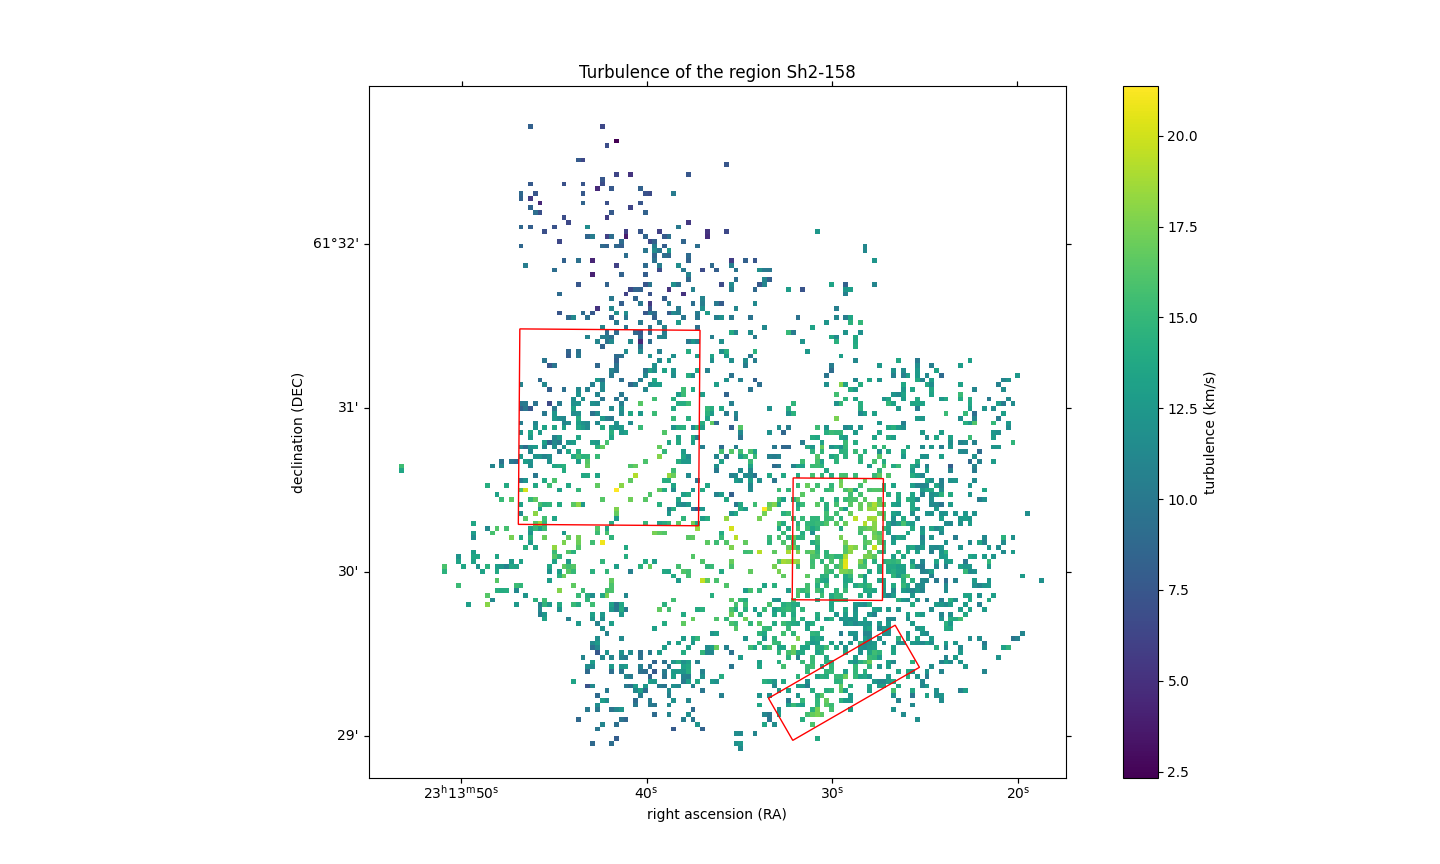 Turbulence of the region Sh2-158
61°32'
31'
30'
29'
declination (DEC)
23ʰ13ᵐ50ˢ
40ˢ
30ˢ
20ˢ
right ascension (RA)
20.0
17.5
15.0
12.5
10.0
7.5
5.0
2.5
turbulence (km/s)